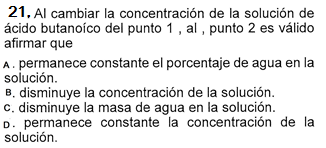 21. Al cambiar la concentración de la solución de
ácido butanoíco del punto 1 , al , punto 2 es válido
afirmar que
A. permanece constante el porcentaje de agua en la
solución.
B. disminuye la concentración de la solución.
C. disminuye la masa de agua en la solución.
D. permanece constante la concentración de la
solución.